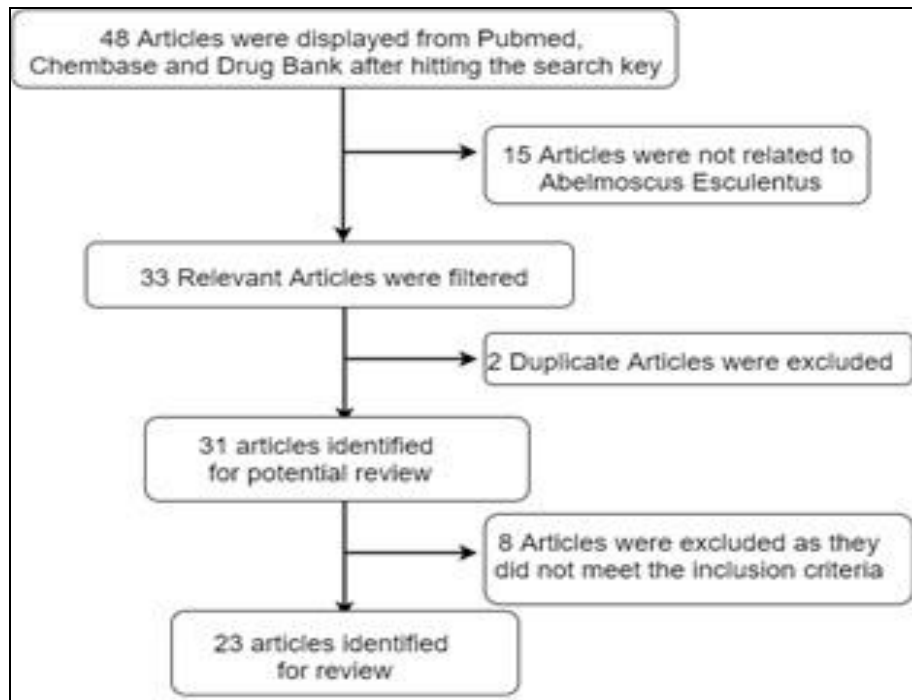 48 Articles were displayed from Pubmed,
Chembase and Drug Bank after hitting the search key
15 Articles were not related to
Abelmoscus Esculentus
33 Relevant Articles were filtered
2 Duplicate Articles were excluded
31 articles identified
for potential review
8 Articles were excluded as they
did not meet the inclusion criteria
23 articles identified
for review